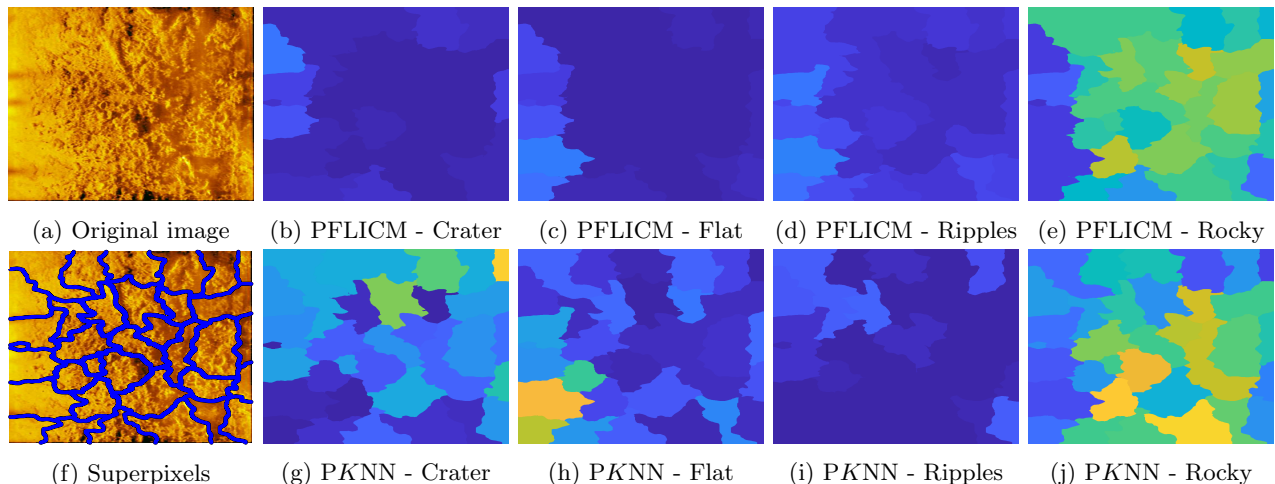 (a) Original image
(b) PFLICM - Crater
(c) PFLICM - Flat
(d) PFLICM - Ripples
(e) PFLICM - Rocky
(f) Superpixels
(g) PKNN - Crater
(h) PKNN - Flat
(i) PKNN - Ripples
(j) PKNN - Rocky